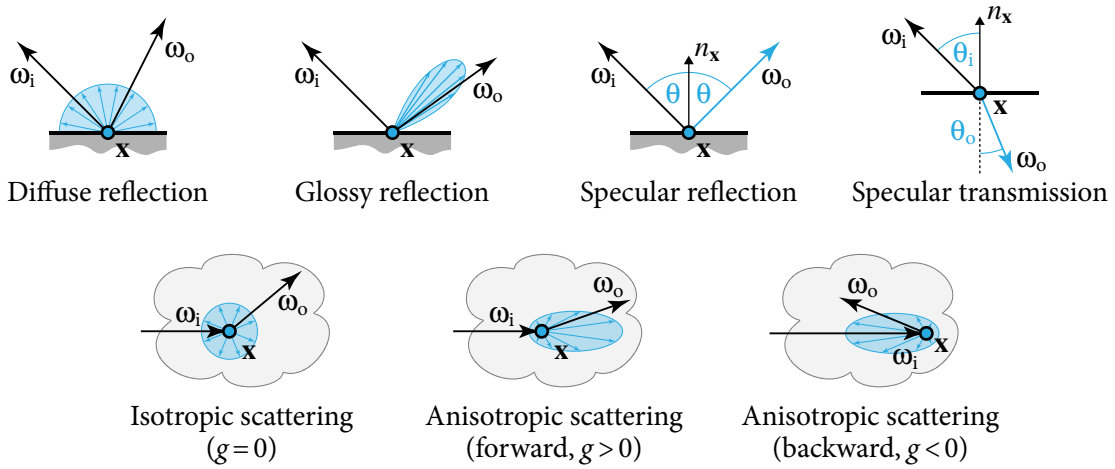 ωi ωo x
Diffuse reflection
ωi ωo x
Glossy reflection
ωi nx ωo θ θ x
Specular reflection
ωi nx θi x θo ωo
Specular transmission
ωi ωo x
Isotropic scattering
(g=0)
ωi ωo x
Anisotropic scattering
(forward, g>0)
ωo ωi x
Anisotropic scattering
(backward, g<0)